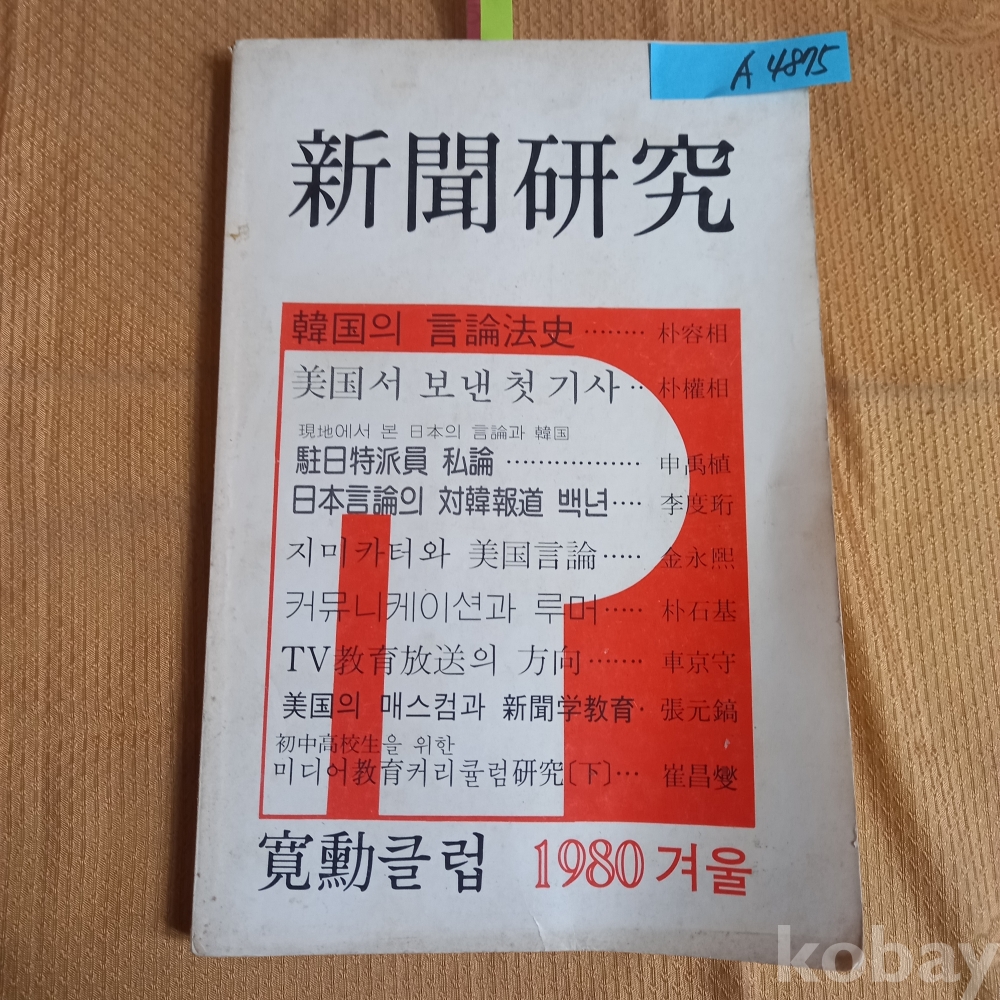 A 4875
新聞研究
韓国의 言論法史 ········ 朴容相
美国서 보낸 첫 기사 ·· 朴權相
現地에서 본 日本의 言論과 韓国
駐日特派員 私論 ················· 申禹植
日本言論의 対韓報道 백년 ···· 李度珩
지미카터와 美国言論 ····· 金永熙
커뮤니케이션과 루머 ····· 朴石基
TV教育放送의 方向 ······· 車京守
美国의 매스컴과 新聞学教育 · 張元鎬
初中高校生을 위한
미디어教育커리큘럼研究〔下〕··· 崔昌燮
寛勳클럽 1980 겨울
kobay